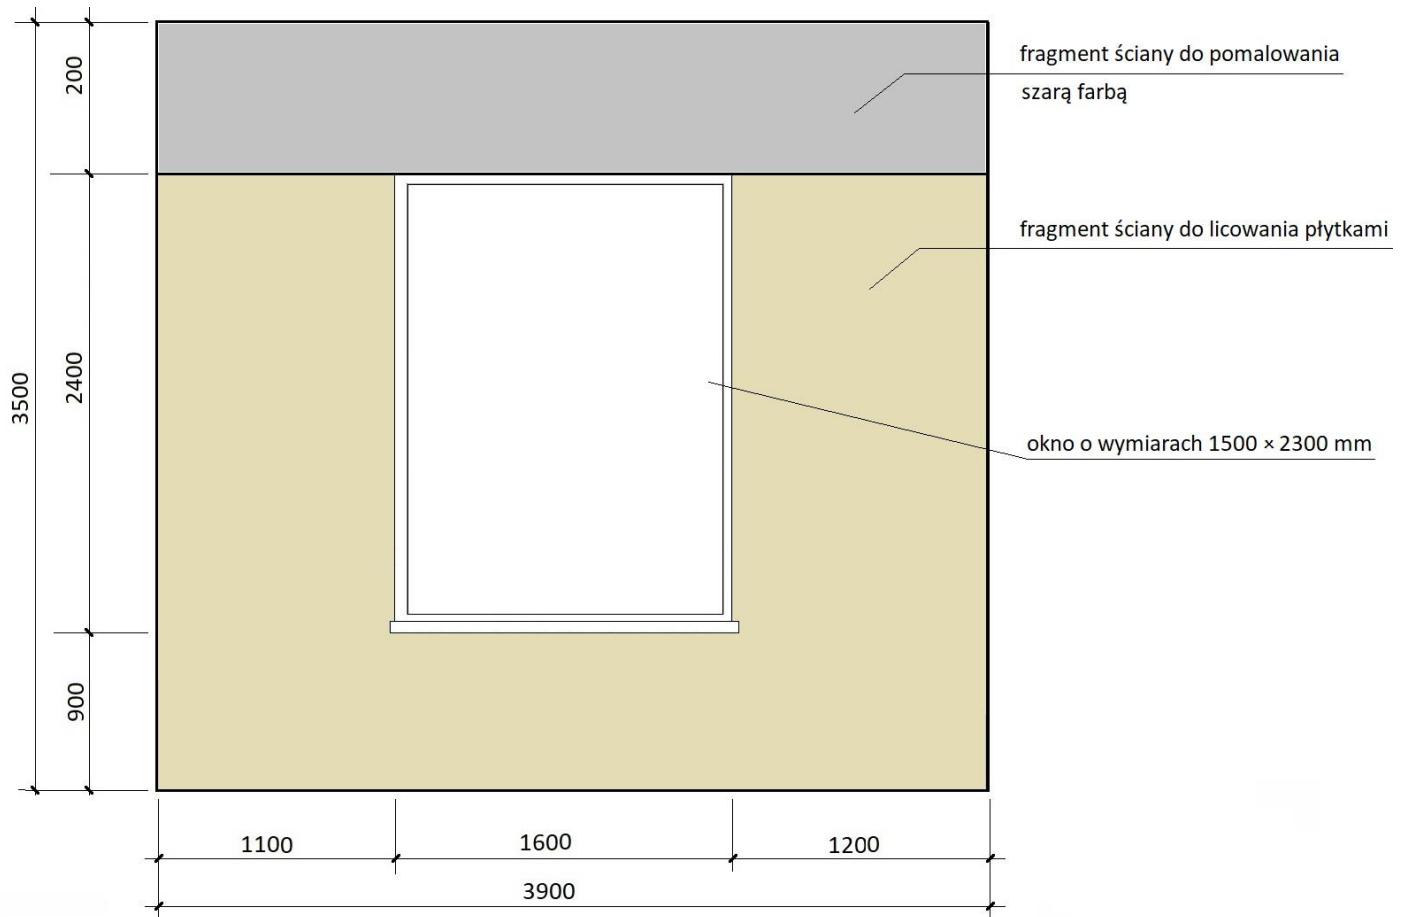 fragment ściany do pomalowania
szarą farbą
200
fragment ściany do licowania płytkami
2400
3500
okno o wymiarach 1500 × 2300 mm
900
1100
1600
1200
3900